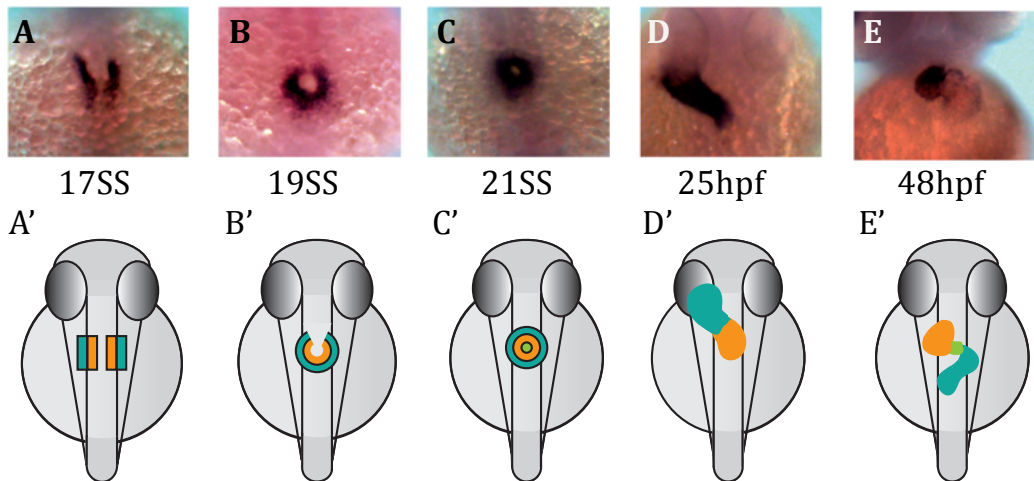 A B C D E
17SS 19SS 21SS 25hpf 48hpf
A’ B’ C’ D’ E’